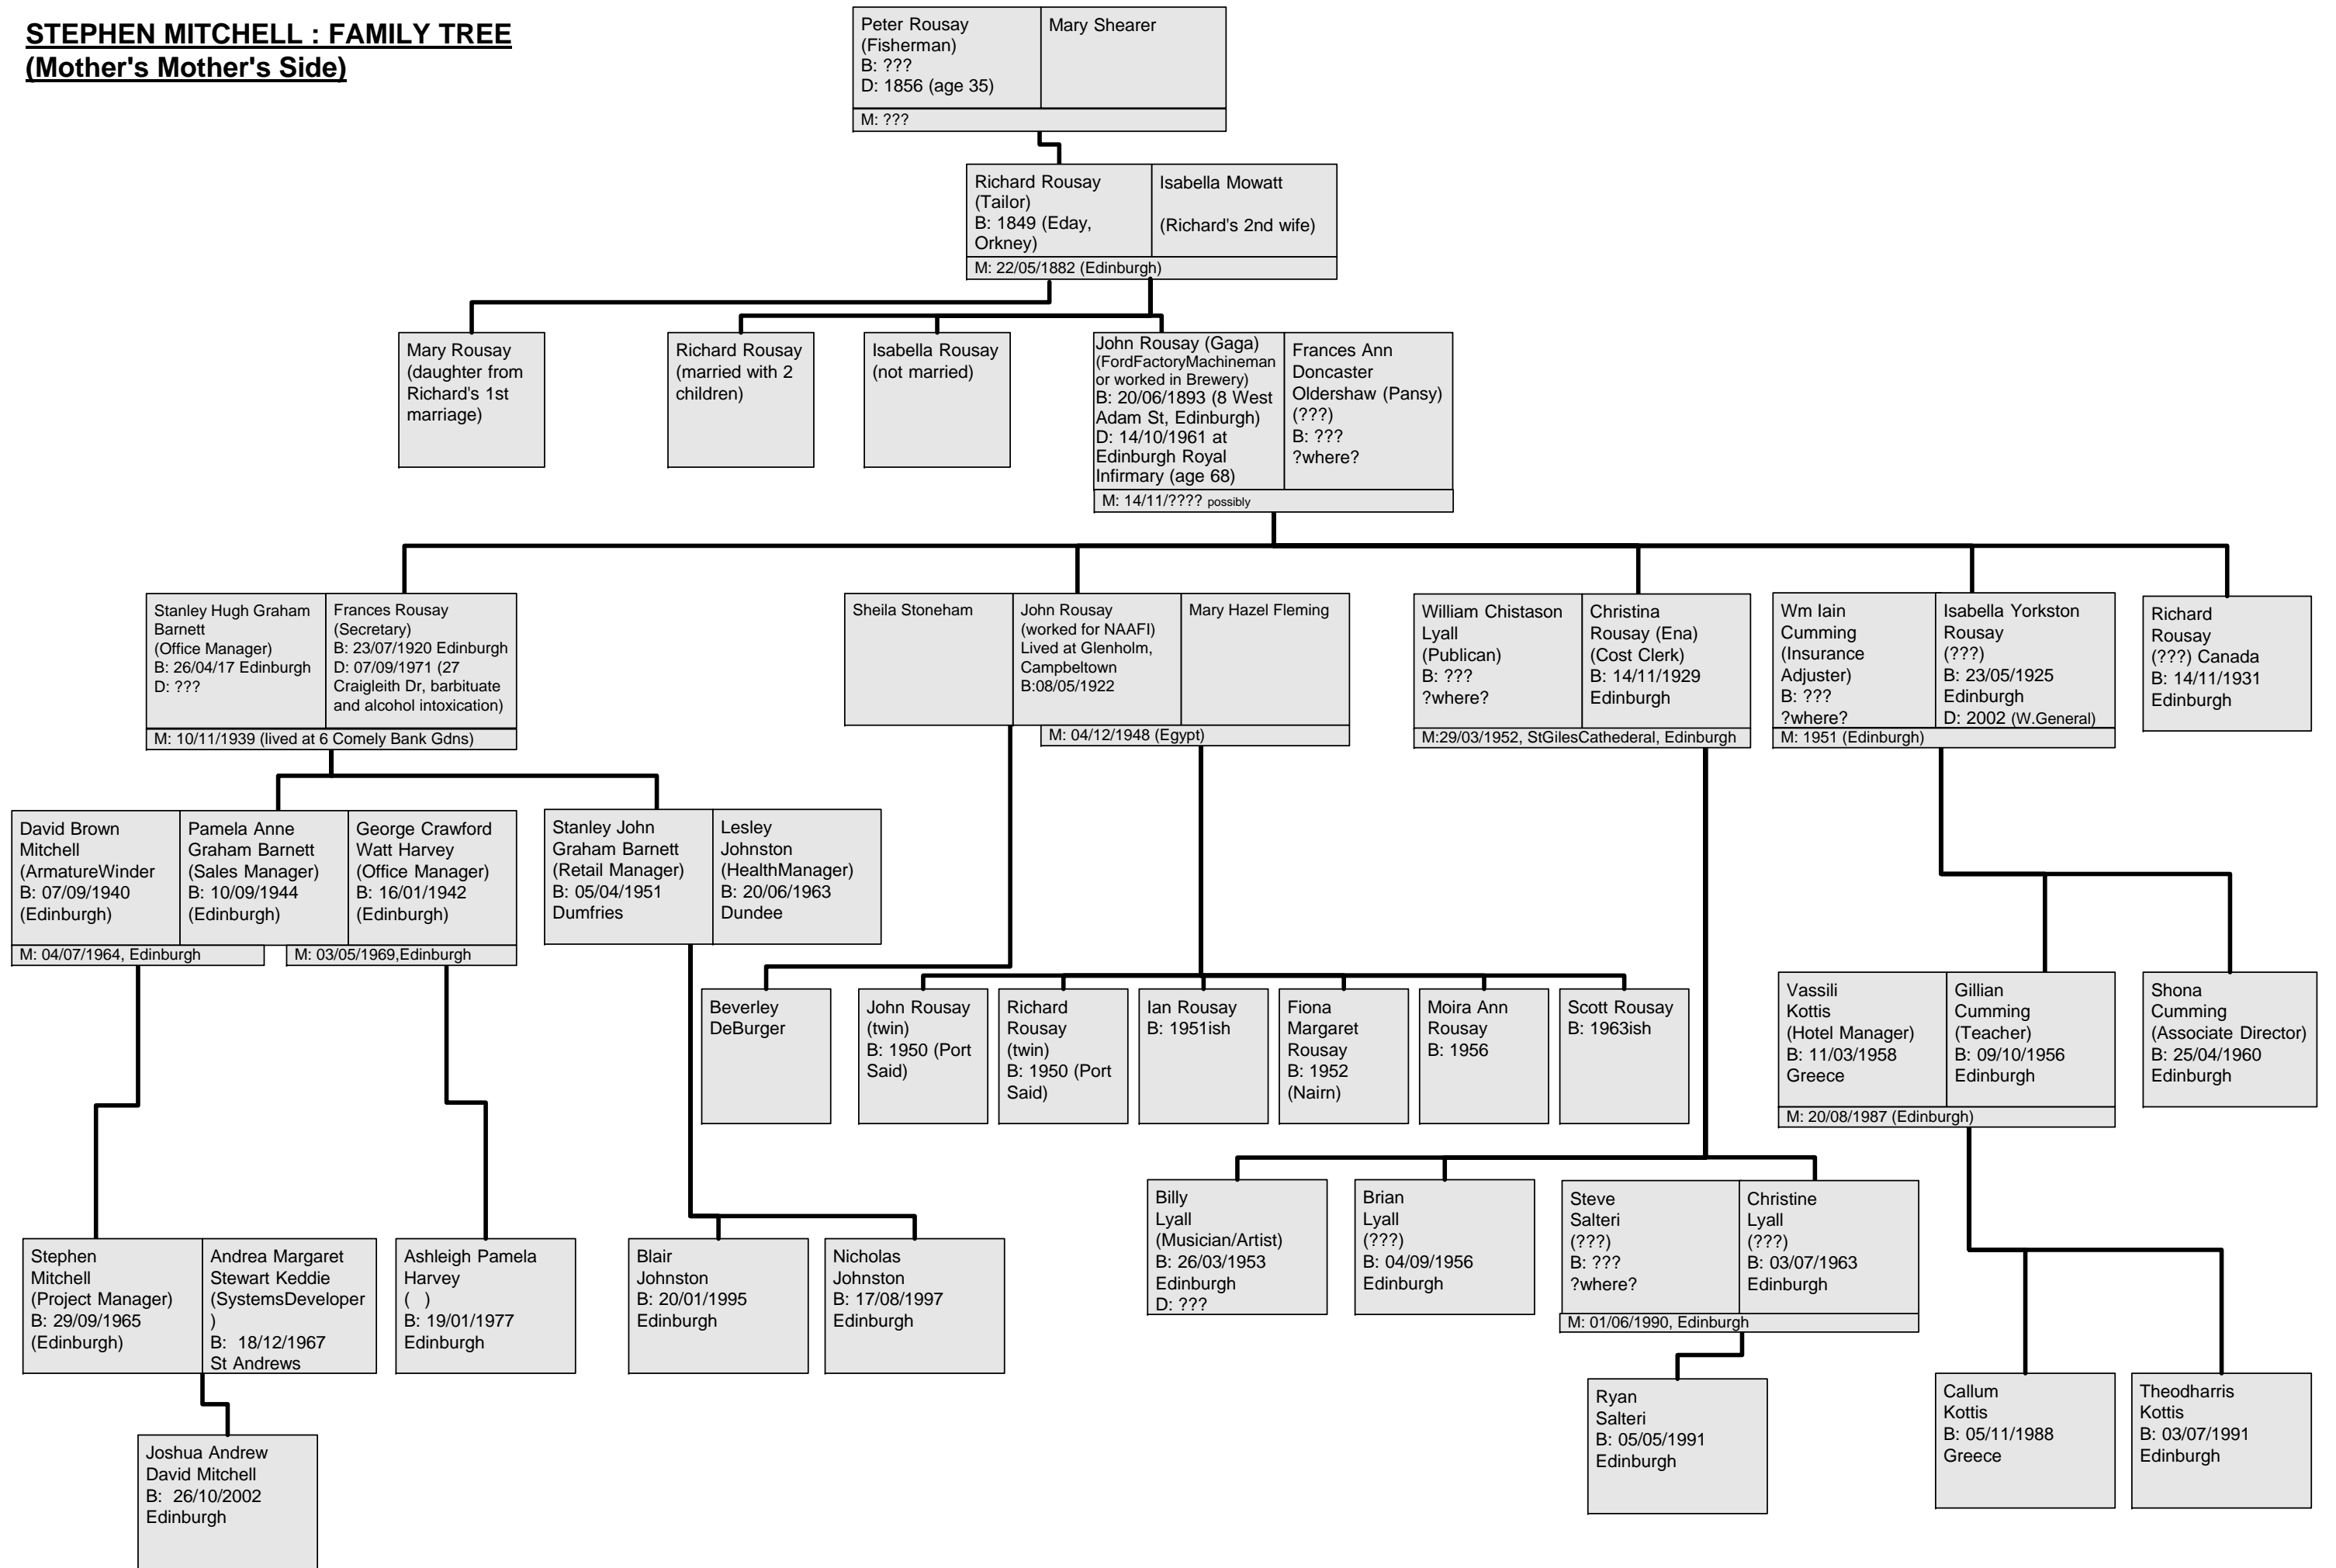 STEPHEN MITCHELL : FAMILY TREE
(Mother's Mother's Side)
Peter Rousay
(Fisherman)
B: ???
D: 1856 (age 35)
Mary Shearer
M: ???
Richard Rousay
(Tailor)
B: 1849 (Eday,
Orkney)
Isabella Mowatt
(Richard's 2nd wife)
M: 22/05/1882 (Edinburgh)
Mary Rousay
(daughter from
Richard's 1st
marriage)
Richard Rousay
(married with 2
children)
Isabella Rousay
(not married)
John Rousay (Gaga)
(FordFactoryMachineman
or worked in Brewery)
B: 20/06/1893 (8 West
Adam St, Edinburgh)
D: 14/10/1961 at
Edinburgh Royal
Infirmary (age 68)
Frances Ann
Doncaster
Oldershaw (Pansy)
(???)
B: ???
?where?
M: 14/11/???? possibly
Stanley Hugh Graham
Barnett
(Office Manager)
B: 26/04/17 Edinburgh
D: ???
Frances Rousay
(Secretary)
B: 23/07/1920 Edinburgh
D: 07/09/1971 (27
Craigleith Dr, barbituate
and alcohol intoxication)
M: 10/11/1939 (lived at 6 Comely Bank Gdns)
Sheila Stoneham
John Rousay
(worked for NAAFI)
Lived at Glenholm,
Campbeltown
B:08/05/1922
Mary Hazel Fleming
M: 04/12/1948 (Egypt)
William Chistason
Lyall
(Publican)
B: ???
?where?
Christina
Rousay (Ena)
(Cost Clerk)
B: 14/11/1929
Edinburgh
M:29/03/1952, StGilesCathederal, Edinburgh
Wm Iain
Cumming
(Insurance
Adjuster)
B: ???
?where?
Isabella Yorkston
Rousay
(???)
B: 23/05/1925
Edinburgh
D: 2002 (W.General)
M: 1951 (Edinburgh)
Richard
Rousay
(???) Canada
B: 14/11/1931
Edinburgh
David Brown
Mitchell
(ArmatureWinder
B: 07/09/1940
(Edinburgh)
Pamela Anne
Graham Barnett
(Sales Manager)
B: 10/09/1944
(Edinburgh)
George Crawford
Watt Harvey
(Office Manager)
B: 16/01/1942
(Edinburgh)
M: 04/07/1964, Edinburgh
M: 03/05/1969,Edinburgh
Stanley John
Graham Barnett
(Retail Manager)
B: 05/04/1951
Dumfries
Lesley
Johnston
(HealthManager)
B: 20/06/1963
Dundee
Beverley
DeBurger
John Rousay
(twin)
B: 1950 (Port
Said)
Richard
Rousay
(twin)
B: 1950 (Port
Said)
Ian Rousay
B: 1951ish
Fiona
Margaret
Rousay
B: 1952
(Nairn)
Moira Ann
Rousay
B: 1956
Scott Rousay
B: 1963ish
Vassili
Kottis
(Hotel Manager)
B: 11/03/1958
Greece
Gillian
Cumming
(Teacher)
B: 09/10/1956
Edinburgh
M: 20/08/1987 (Edinburgh)
Shona
Cumming
(Associate Director)
B: 25/04/1960
Edinburgh
Billy
Lyall
(Musician/Artist)
B: 26/03/1953
Edinburgh
D: ???
Brian
Lyall
(???)
B: 04/09/1956
Edinburgh
Steve
Salteri
(???)
B: ???
?where?
Christine
Lyall
(???)
B: 03/07/1963
Edinburgh
M: 01/06/1990, Edinburgh
Stephen
Mitchell
(Project Manager)
B: 29/09/1965
(Edinburgh)
Andrea Margaret
Stewart Keddie
(SystemsDeveloper
)
B: 18/12/1967
St Andrews
Ashleigh Pamela
Harvey
( )
B: 19/01/1977
Edinburgh
Blair
Johnston
B: 20/01/1995
Edinburgh
Nicholas
Johnston
B: 17/08/1997
Edinburgh
Ryan
Salteri
B: 05/05/1991
Edinburgh
Callum
Kottis
B: 05/11/1988
Greece
Theodharris
Kottis
B: 03/07/1991
Edinburgh
Joshua Andrew
David Mitchell
B: 26/10/2002
Edinburgh